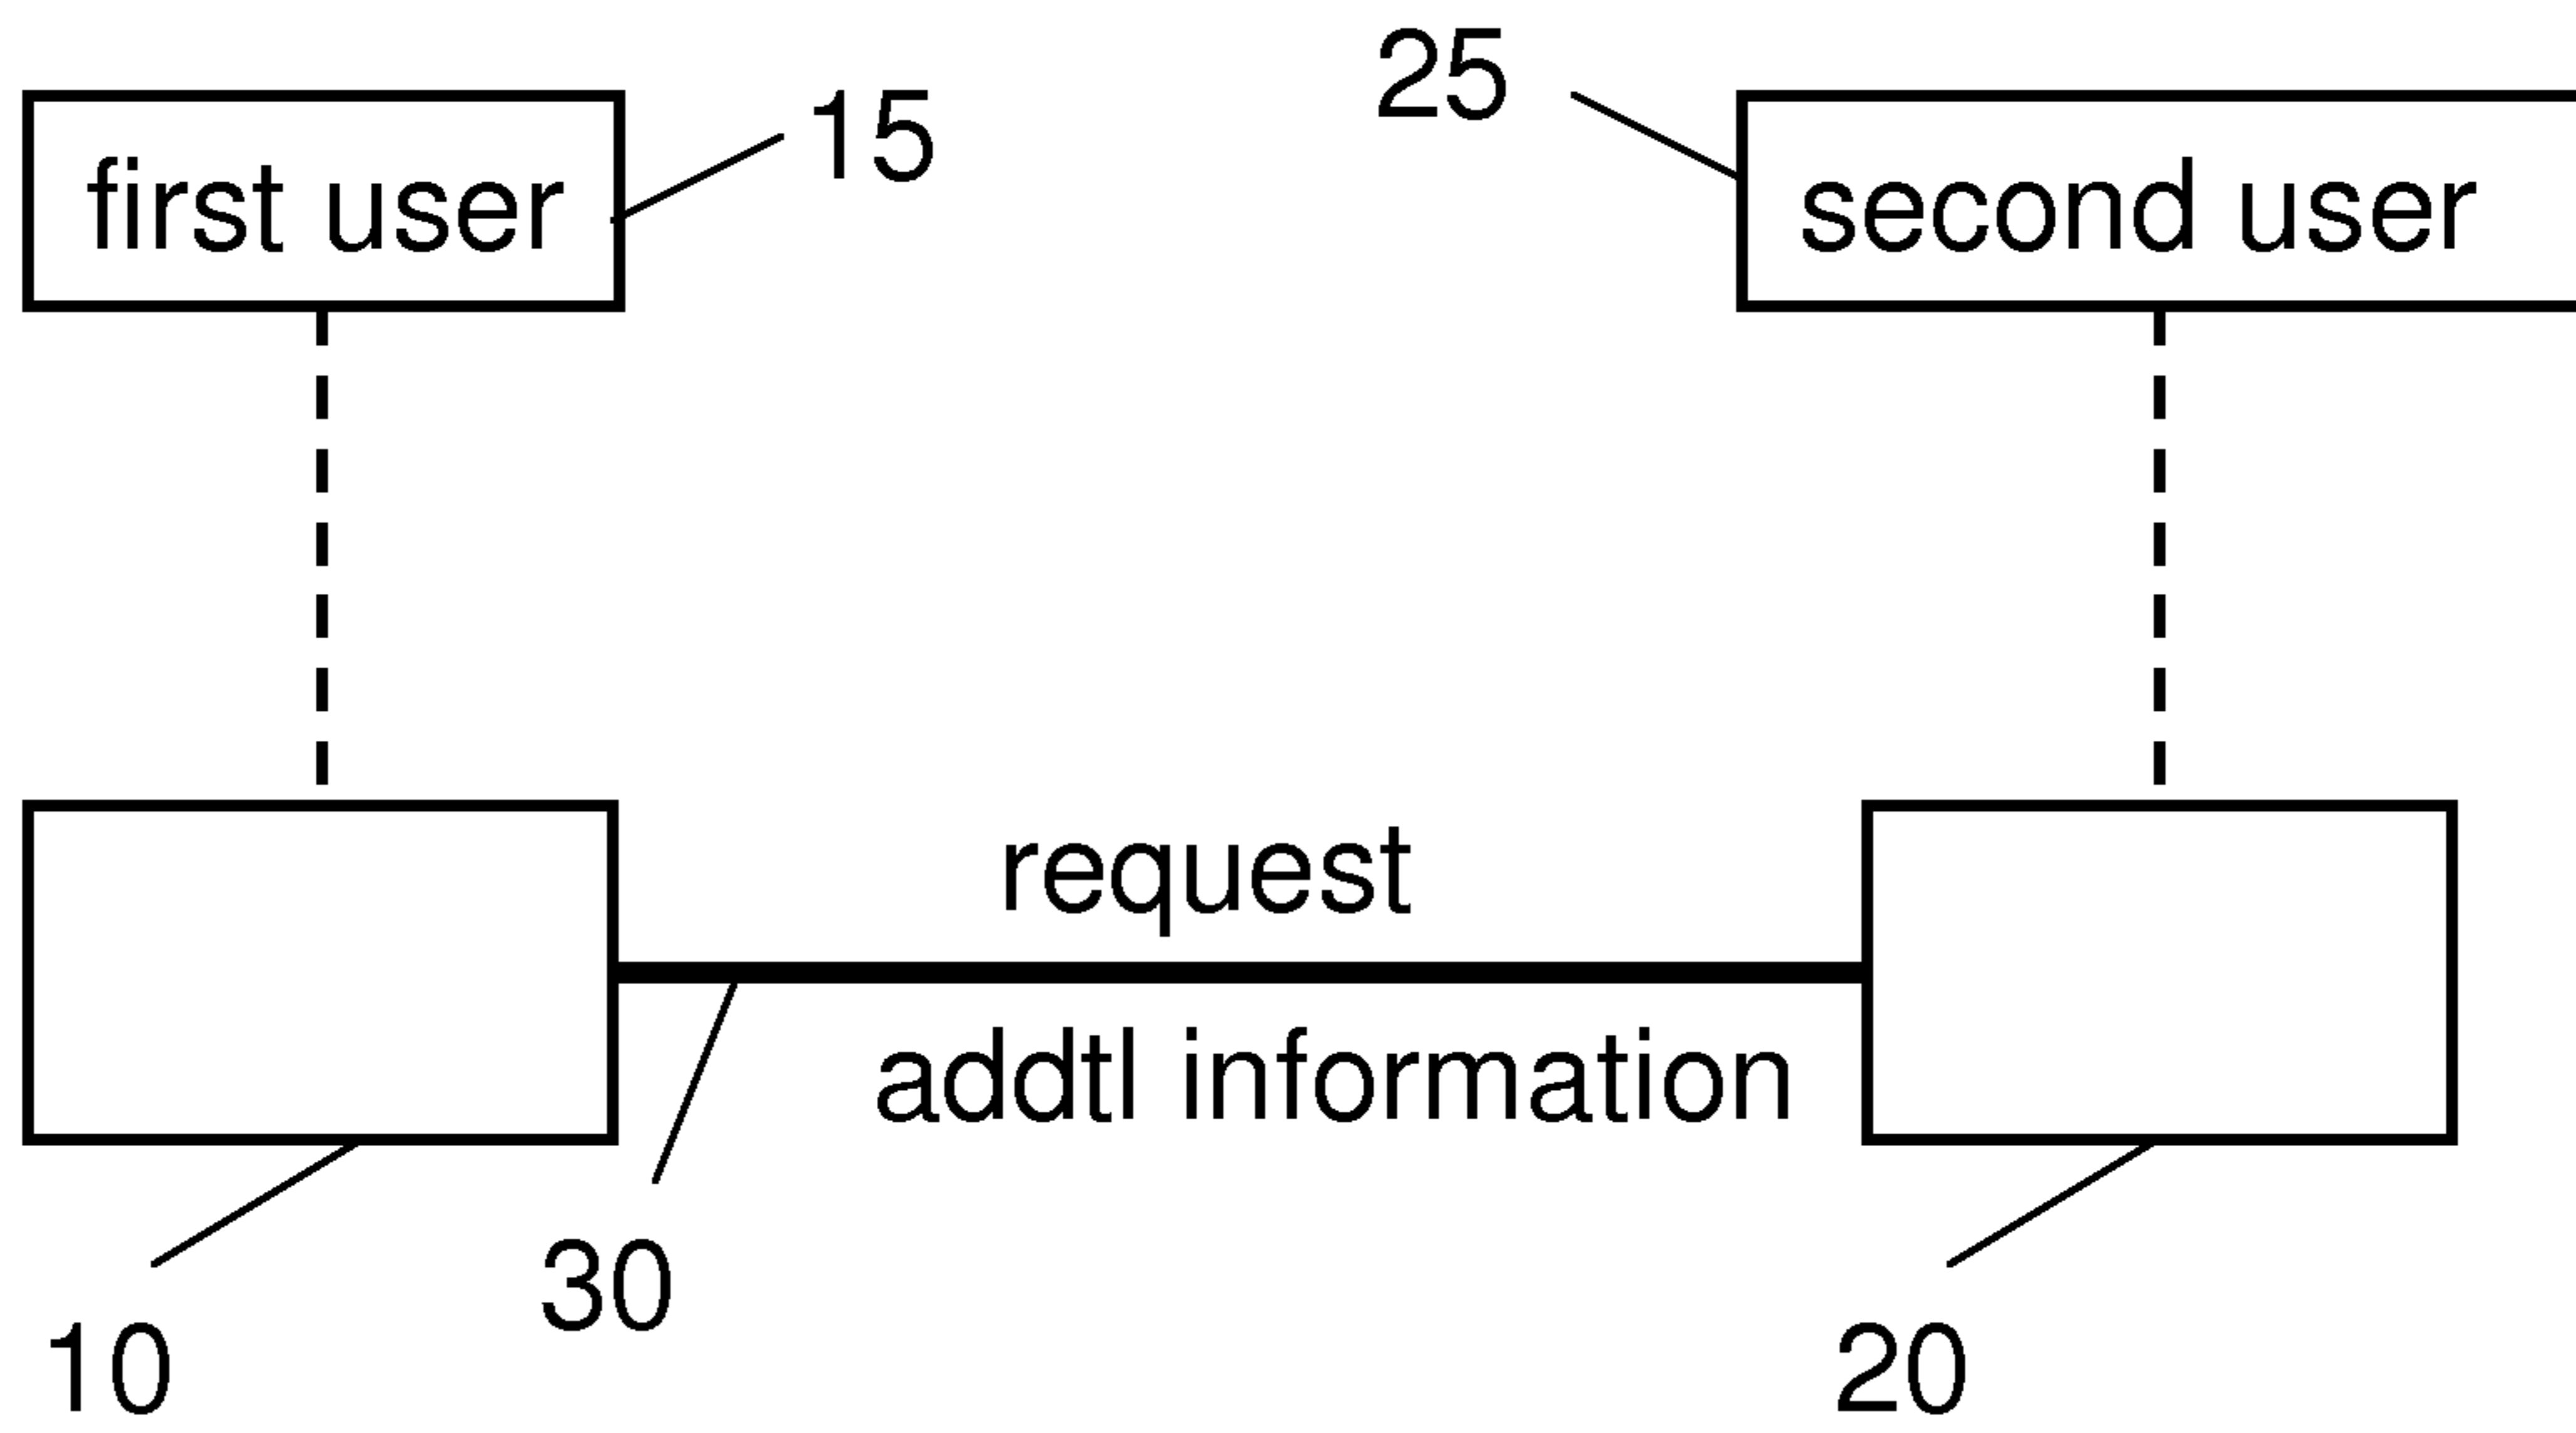 25
15
first user
second user
request
addtl information
30
10
20